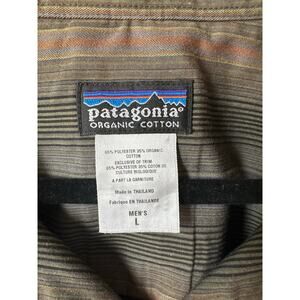 patagonia®
ORGANIC COTTON
65% POLYESTER 35% ORGANIC
COTTON
EXCLUSIVE OF TRIM
65% POLYESTER 35% COTON DE
CULTURE BIOLOGIQUE
A PART LA GARNITURE
Made in THAILAND
Fabriqué EN THAILANDE
MEN'S
L